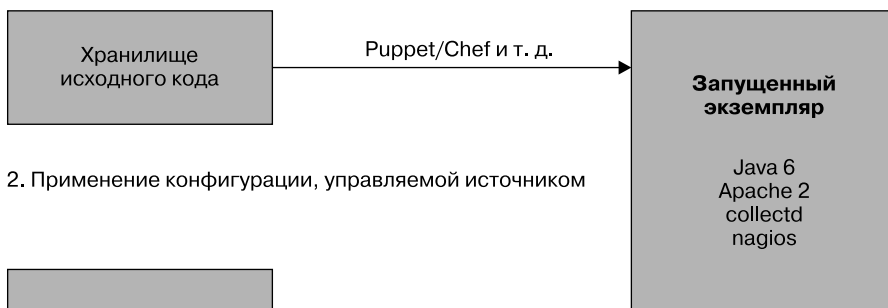 Хранилище
исходного кода
Puppet/Chef и т. д.
Запущенный
экземпляр
Java 6
Apache 2
collectd
nagios
2. Применение конфигурации, управляемой источником